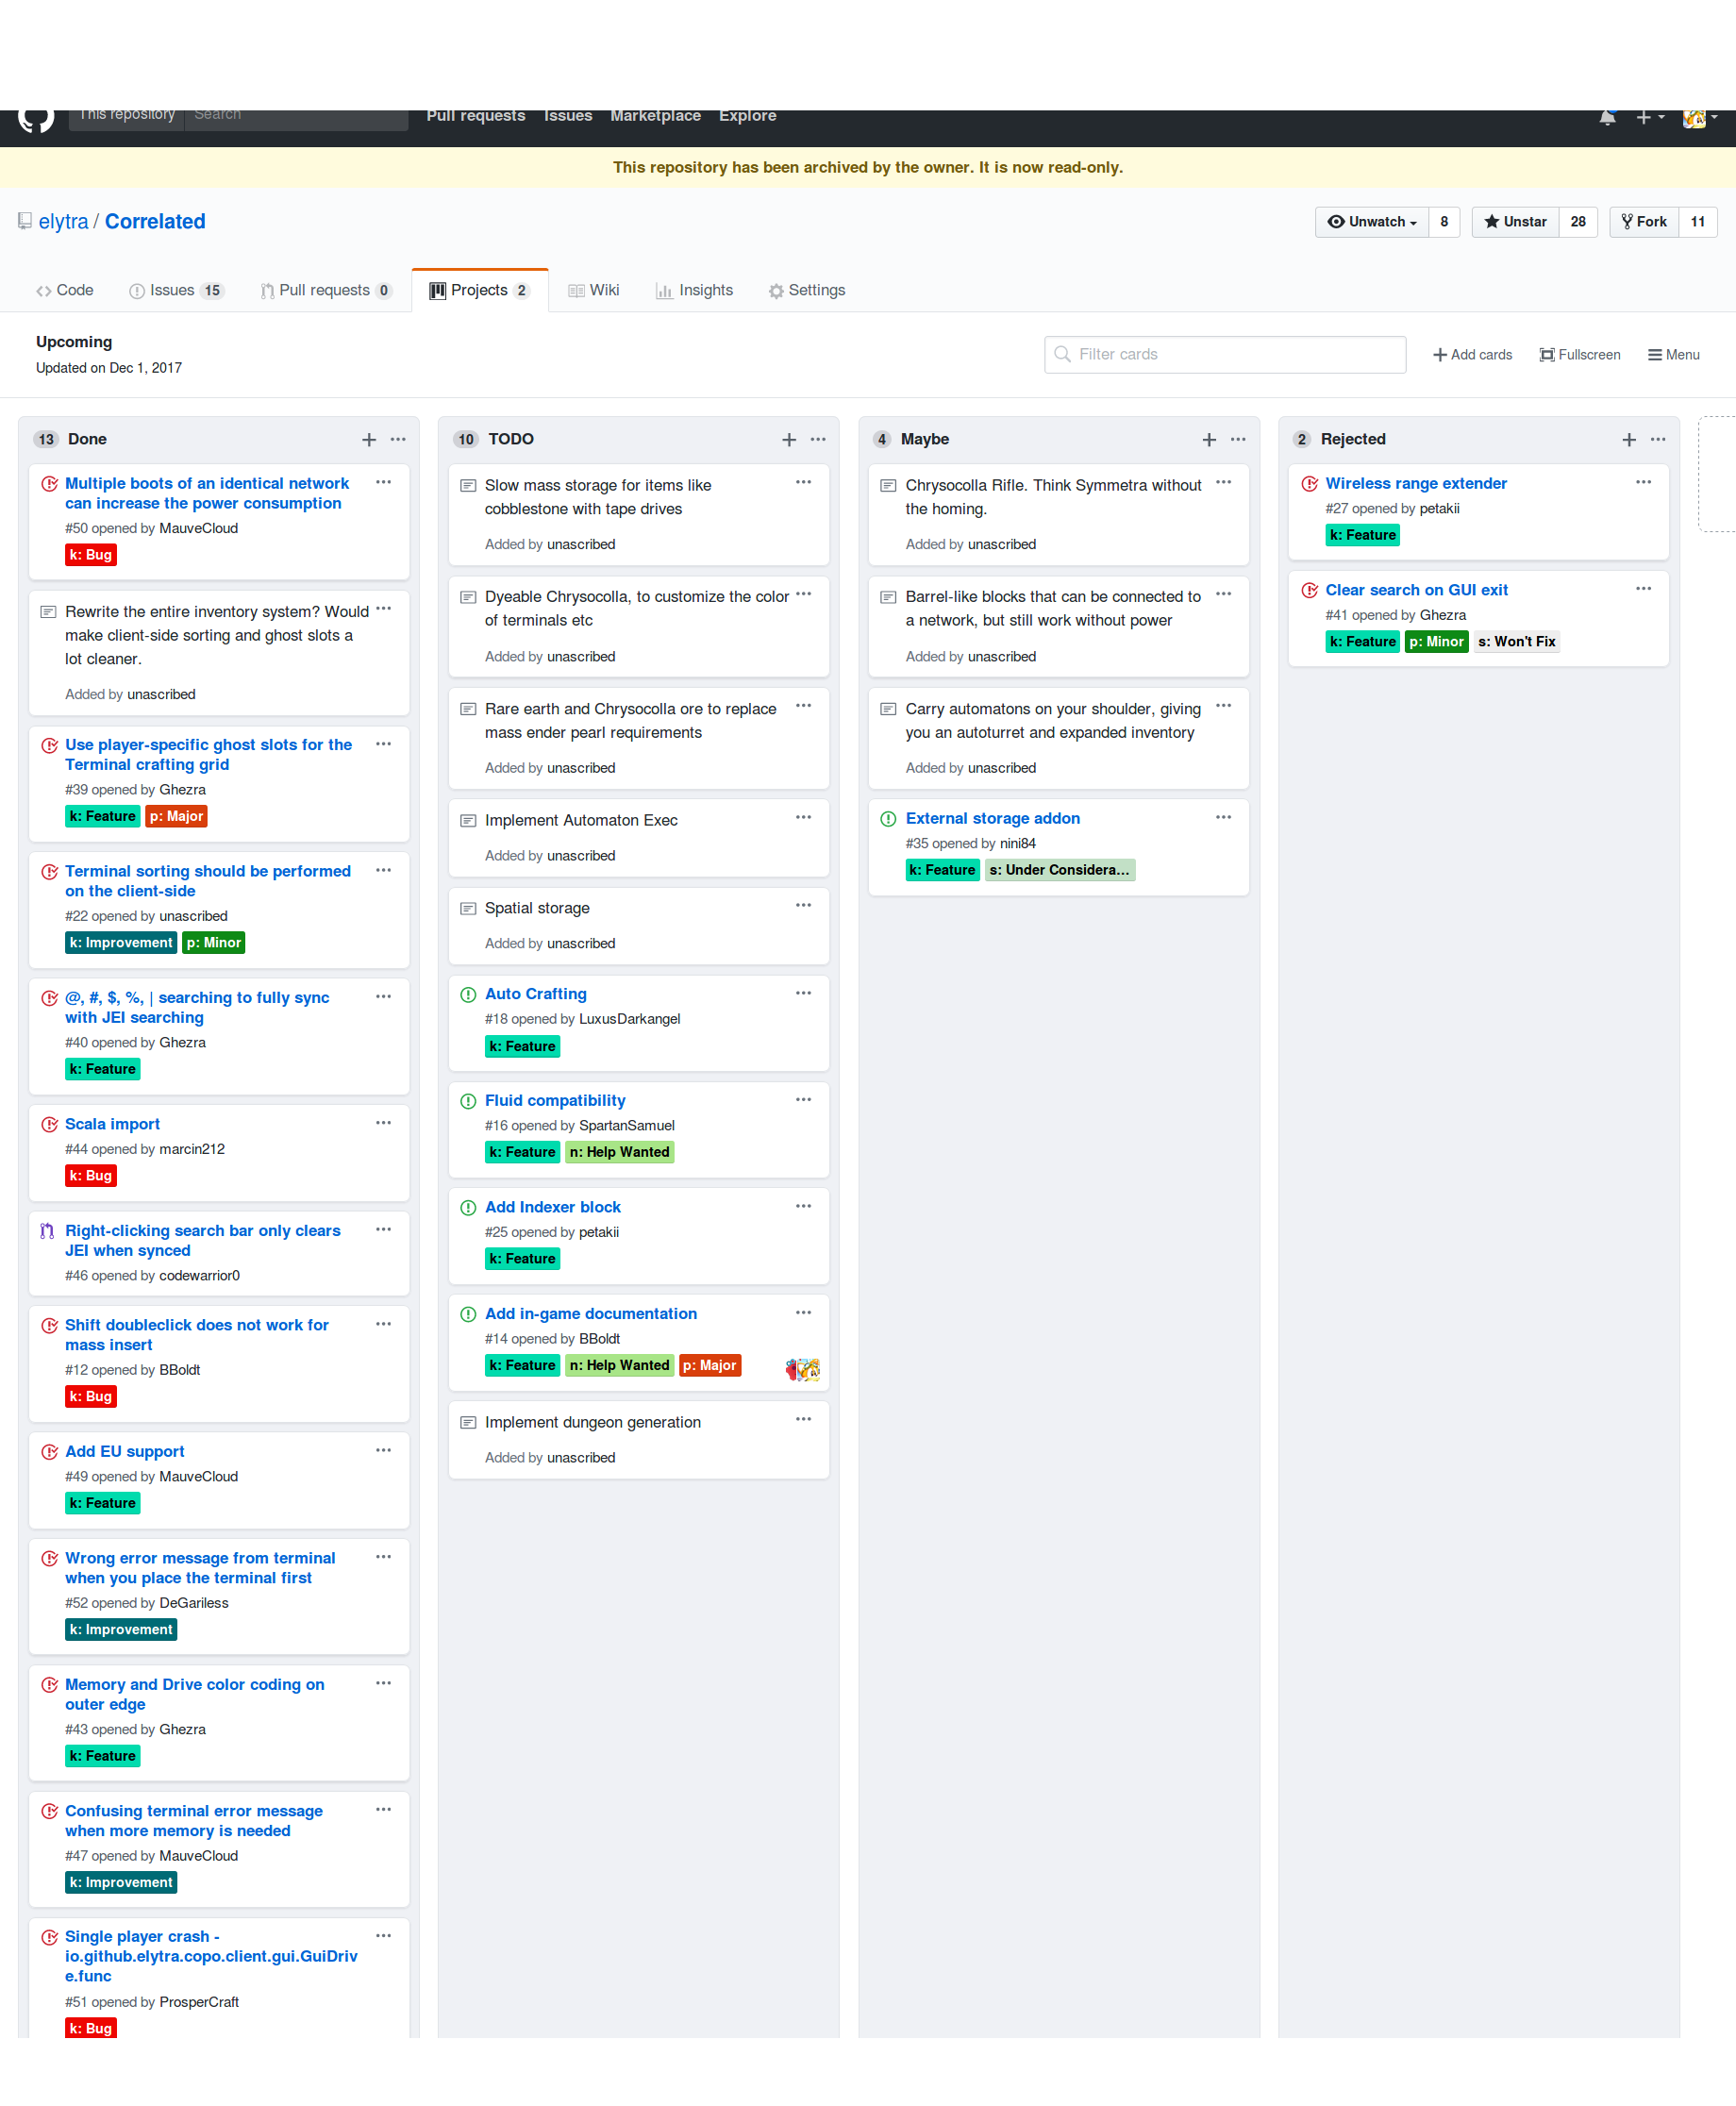 This repository Search Pull requests Issues Marketplace Explore
This repository has been archived by the owner. It is now read-only.
elytra / Correlated
Unwatch 8 Unstar 28 Fork 11
Code Issues 15 Pull requests 0 Projects 2 Wiki Insights Settings
Upcoming
Updated on Dec 1, 2017
Filter cards
Add cards Fullscreen Menu
13 Done
Multiple boots of an identical network
can increase the power consumption
#50 opened by MauveCloud
k: Bug
Rewrite the entire inventory system? Would
make client-side sorting and ghost slots a
lot cleaner.
Added by unascribed
Use player-specific ghost slots for the
Terminal crafting grid
#39 opened by Ghezra
k: Feature p: Major
Terminal sorting should be performed
on the client-side
#22 opened by unascribed
k: Improvement p: Minor
@, #, $, %, | searching to fully sync
with JEI searching
#40 opened by Ghezra
k: Feature
Scala import
#44 opened by marcin212
k: Bug
Right-clicking search bar only clears
JEI when synced
#46 opened by codewarrior0
Shift doubleclick does not work for
mass insert
#12 opened by BBoldt
k: Bug
Add EU support
#49 opened by MauveCloud
k: Feature
Wrong error message from terminal
when you place the terminal first
#52 opened by DeGariless
k: Improvement
Memory and Drive color coding on
outer edge
#43 opened by Ghezra
k: Feature
Confusing terminal error message
when more memory is needed
#47 opened by MauveCloud
k: Improvement
Single player crash -
io.github.elytra.copo.client.gui.GuiDriv
e.func
#51 opened by ProsperCraft
k: Bug
10 TODO
Slow mass storage for items like
cobblestone with tape drives
Added by unascribed
Dyeable Chrysocolla, to customize the color
of terminals etc
Added by unascribed
Rare earth and Chrysocolla ore to replace
mass ender pearl requirements
Added by unascribed
Implement Automaton Exec
Added by unascribed
Spatial storage
Added by unascribed
Auto Crafting
#18 opened by LuxusDarkangel
k: Feature
Fluid compatibility
#16 opened by SpartanSamuel
k: Feature n: Help Wanted
Add Indexer block
#25 opened by petakii
k: Feature
Add in-game documentation
#14 opened by BBoldt
k: Feature n: Help Wanted p: Major
Implement dungeon generation
Added by unascribed
4 Maybe
Chrysocolla Rifle. Think Symmetra without
the homing.
Added by unascribed
Barrel-like blocks that can be connected to
a network, but still work without power
Added by unascribed
Carry automatons on your shoulder, giving
you an autoturret and expanded inventory
Added by unascribed
External storage addon
#35 opened by nini84
k: Feature s: Under Considera...
2 Rejected
Wireless range extender
#27 opened by petakii
k: Feature
Clear search on GUI exit
#41 opened by Ghezra
k: Feature p: Minor s: Won't Fix